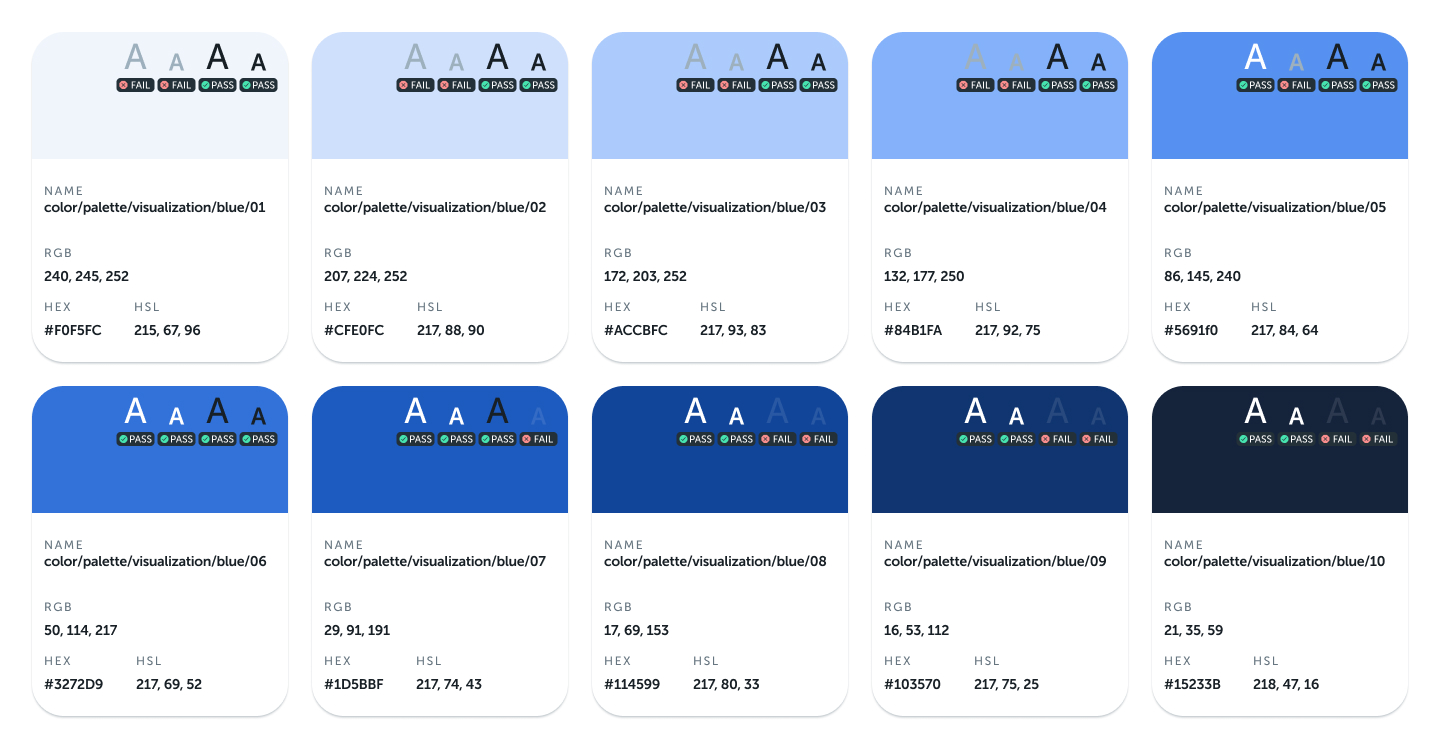 A A A A
FAIL FAIL PASS PASS
A A A A
FAIL FAIL PASS PASS
A A A A
FAIL FAIL PASS PASS
A A A A
FAIL FAIL PASS PASS
A A A A
PASS FAIL PASS PASS
NAME
color/palette/visualization/blue/01
RGB
240, 245, 252
HEX HSL
#F0F5FC 215, 67, 96
NAME
color/palette/visualization/blue/02
RGB
207, 224, 252
HEX HSL
#CFE0FC 217, 88, 90
NAME
color/palette/visualization/blue/03
RGB
172, 203, 252
HEX HSL
#ACCBFC 217, 93, 83
NAME
color/palette/visualization/blue/04
RGB
132, 177, 250
HEX HSL
#84B1FA 217, 92, 75
NAME
color/palette/visualization/blue/05
RGB
86, 145, 240
HEX HSL
#5691f0 217, 84, 64
A A A A
PASS PASS PASS PASS
A A A A
PASS PASS PASS FAIL
A A A A
PASS PASS FAIL FAIL
A A A A
PASS PASS FAIL FAIL
A A A A
PASS PASS FAIL FAIL
NAME
color/palette/visualization/blue/06
RGB
50, 114, 217
HEX HSL
#3272D9 217, 69, 52
NAME
color/palette/visualization/blue/07
RGB
29, 91, 191
HEX HSL
#1D5BBF 217, 74, 43
NAME
color/palette/visualization/blue/08
RGB
17, 69, 153
HEX HSL
#114599 217, 80, 33
NAME
color/palette/visualization/blue/09
RGB
16, 53, 112
HEX HSL
#103570 217, 75, 25
NAME
color/palette/visualization/blue/10
RGB
21, 35, 59
HEX HSL
#15233B 218, 47, 16